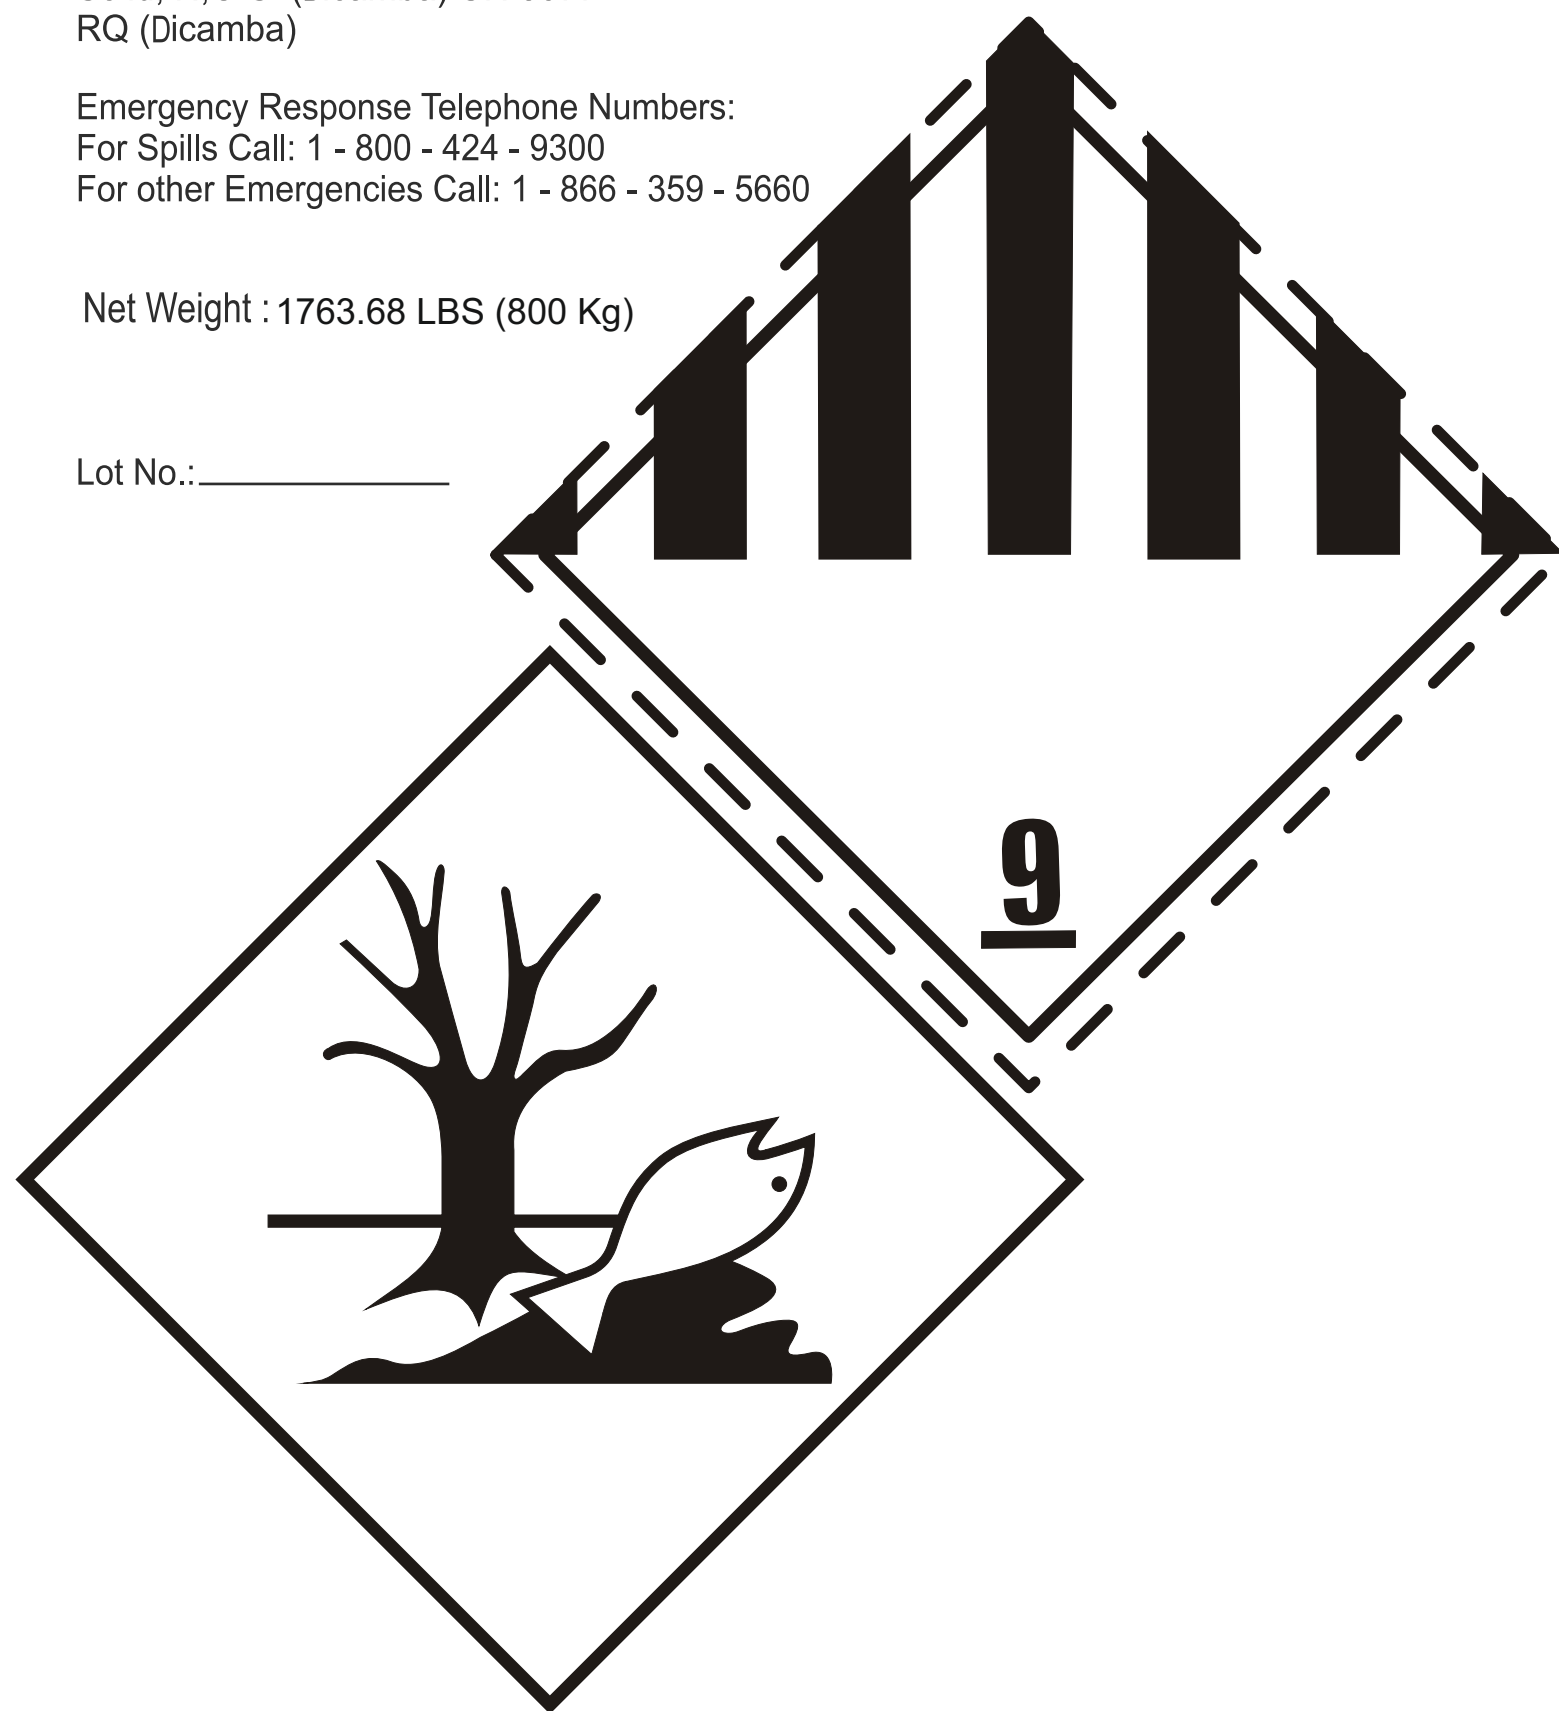 RQ (Dicamba)
Emergency Response Telephone Numbers:
For Spills Call: 1 - 800 - 424 - 9300
For other Emergencies Call: 1 - 866 - 359 - 5660
Net Weight : 1763.68 LBS (800 Kg)
Lot No.:
9